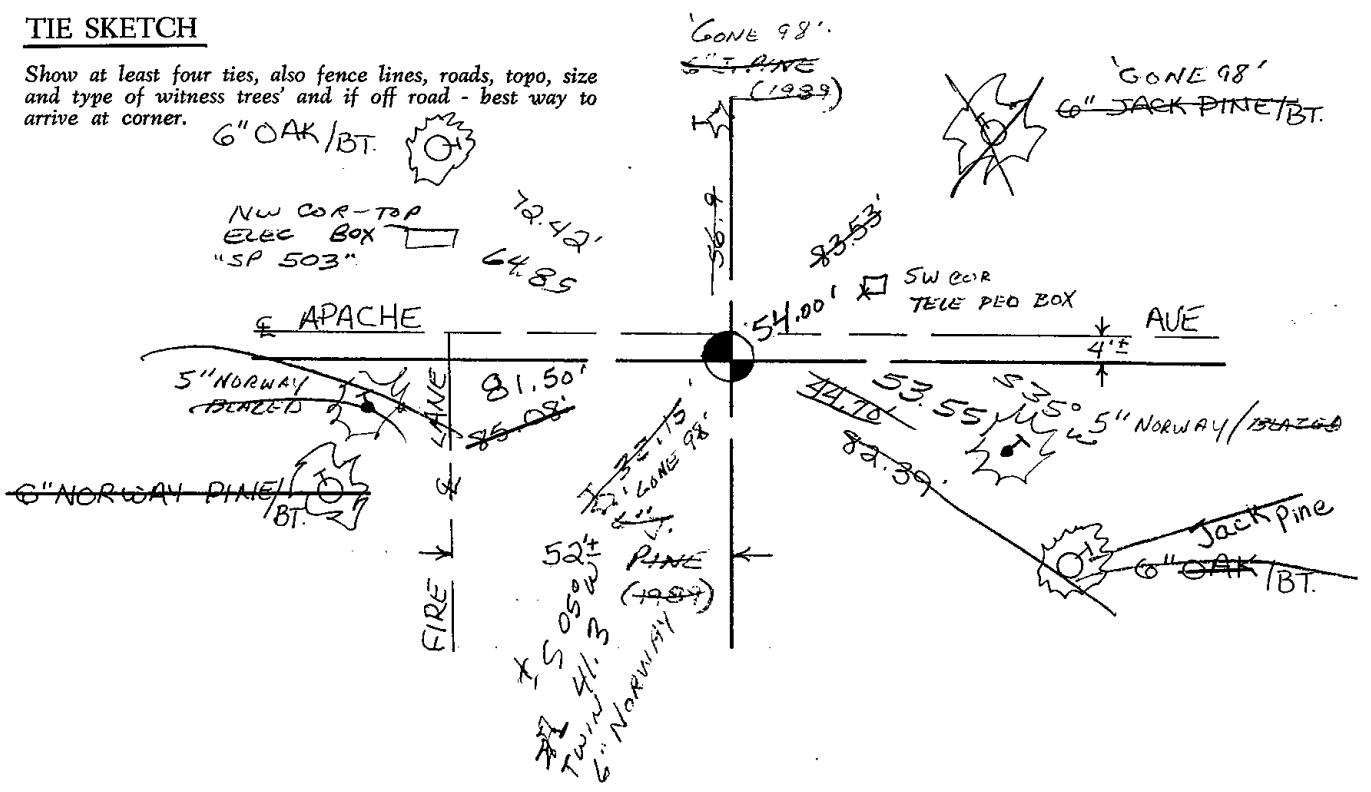 TIE SKETCH
Show at least four ties, also fence lines, roads, topo, size
and type of witness trees' and if off road - best way to
arrive at corner.
'GONE 98'.
6" J. PINE
(1989)
'GONE 98'
6" JACK PINE/BT.
6" OAK/BT.
NW COR-TOP
ELEC BOX
"SP 503"
72.42'
64.85
56.9
83.53'
54.00'
SW COR
TELE PED BOX
℄ APACHE
AVE
4'±
5" NORWAY
BLAZED
81.50'
85.08'
6" NORWAY PINE/
BT.
℄ LANE
FIRE
32.15'
'GONE 98'
6"
PINE
(1989)
52'±
S 05° W
TWIN 41.3
6" NORWAY
44.70'
53.55
S35°
82.39'
5" NORWAY/BLAZED
Jack pine
6" OAK/BT.